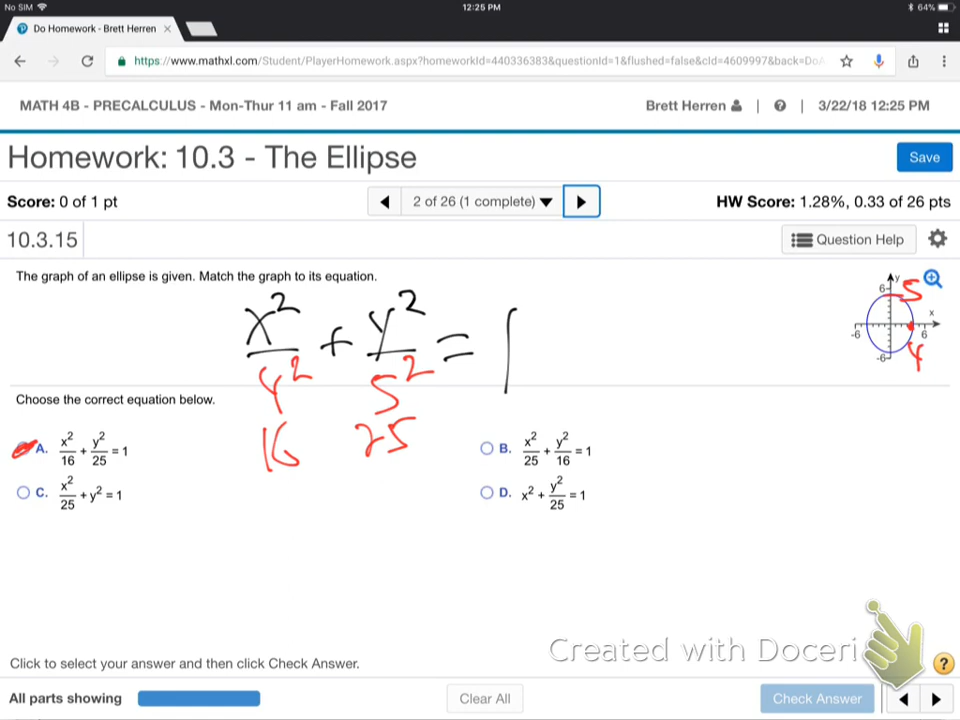 No SIM 12:25 PM 64%
Do Homework - Brett Herren ×
https://www.mathxl.com/Student/PlayerHomework.aspx?homeworkId=440336383&questionId=1&flushed=false&cId=4609997&back=DoA
MATH 4B - PRECALCULUS - Mon-Thur 11 am - Fall 2017 Brett Herren | ? | 3/22/18 12:25 PM
Homework: 10.3 - The Ellipse Save
Score: 0 of 1 pt 2 of 26 (1 complete) HW Score: 1.28%, 0.33 of 26 pts
10.3.15 Question Help
The graph of an ellipse is given. Match the graph to its equation.
y
6 5
x
-6 6
-6 4
x²/4² + y²/5² = 1
16 25
Choose the correct equation below.
A. x²/16 + y²/25 = 1 B. x²/25 + y²/16 = 1
C. x²/25 + y² = 1 D. x² + y²/25 = 1
Created with Doceri
Click to select your answer and then click Check Answer. ?
All parts showing Clear All Check Answer